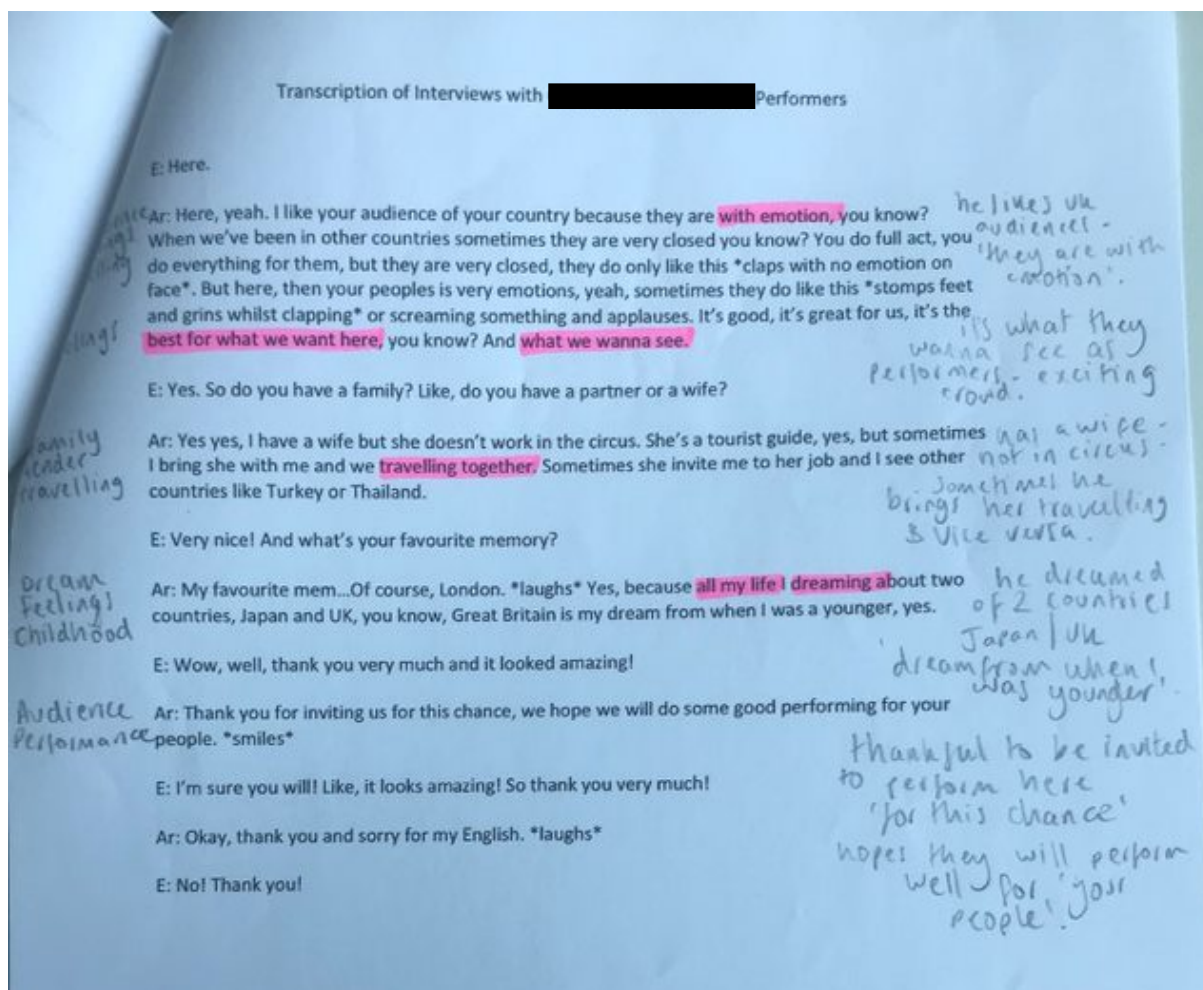 Transcription of Interviews with Performers
E: Here.
Ar: Here, yeah. I like your audience of your country because they are with emotion, you know?
When we've been in other countries sometimes they are very closed you know? You do full act, you
do everything for them, but they are very closed, they do only like this *claps with no emotion on
face*. But here, then your peoples is very emotions, yeah, sometimes they do like this *stomps feet
and grins whilst clapping* or screaming something and applauses. It's good, it's great for us, it's the
best for what we want here, you know? And what we wanna see.
he likes UK
audiences -
'they are with
emotion'.
its what they
wanna see as
performers - exciting
crowd.
E: Yes. So do you have a family? Like, do you have a partner or a wife?
Family
Gender
Travelling
Ar: Yes yes, I have a wife but she doesn't work in the circus. She's a tourist guide, yes, but sometimes
I bring she with me and we travelling together. Sometimes she invite me to her job and I see other
countries like Turkey or Thailand.
has a wife -
not in circus -
sometimes he
brings her travelling
& vice versa.
E: Very nice! And what's your favourite memory?
Dream
Feelings
Childhood
Ar: My favourite mem...Of course, London. *laughs* Yes, because all my life I dreaming about two
countries, Japan and UK, you know, Great Britain is my dream from when I was a younger, yes.
he dreamed
of 2 countries
Japan/UK
'dream from when I
was younger'.
E: Wow, well, thank you very much and it looked amazing!
Audience
Performance
Ar: Thank you for inviting us for this chance, we hope we will do some good performing for your
people. *smiles*
thankful to be invited
to perform here
'for this chance'
hopes they will perform
well for 'your
people'.
E: I'm sure you will! Like, it looks amazing! So thank you very much!
Ar: Okay, thank you and sorry for my English. *laughs*
E: No! Thank you!